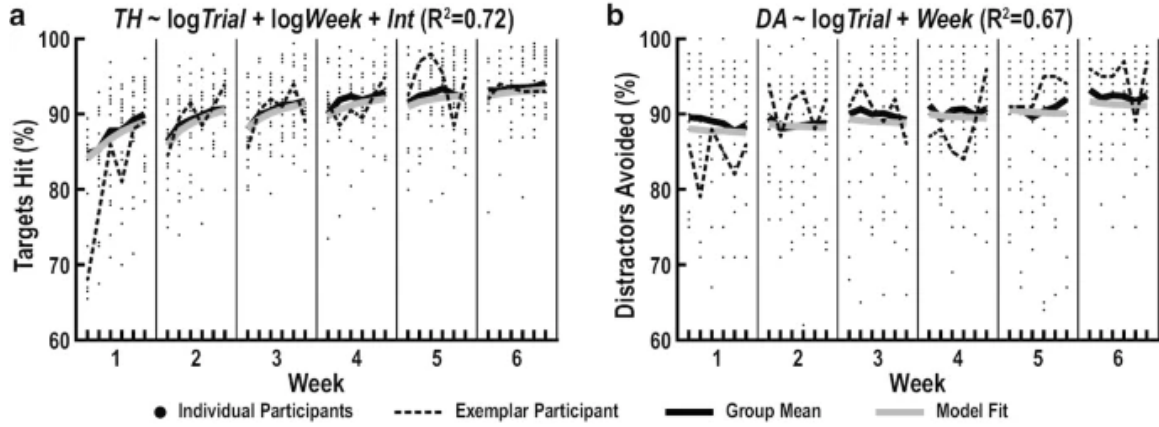 a TH ~ logTrial + logWeek + Int (R²=0.72)
Targets Hit (%)
100
90
80
70
60
1 2 3 4 5 6
Week
b DA ~ logTrial + Week (R²=0.67)
Distractors Avoided (%)
100
90
80
70
60
1 2 3 4 5 6
Week
Individual Participants Exemplar Participant Group Mean Model Fit